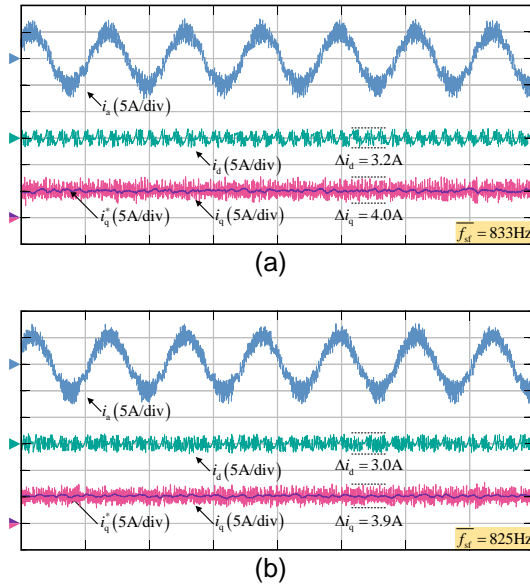 i_a (5A/div)
i_d (5A/div)
Δi_d = 3.2A
i_q^* (5A/div)
i_q (5A/div)
Δi_q = 4.0A
f_sf = 833Hz
(a)
i_a (5A/div)
i_d (5A/div)
Δi_d = 3.0A
i_q^* (5A/div)
i_q (5A/div)
Δi_q = 3.9A
f_sf = 825Hz
(b)